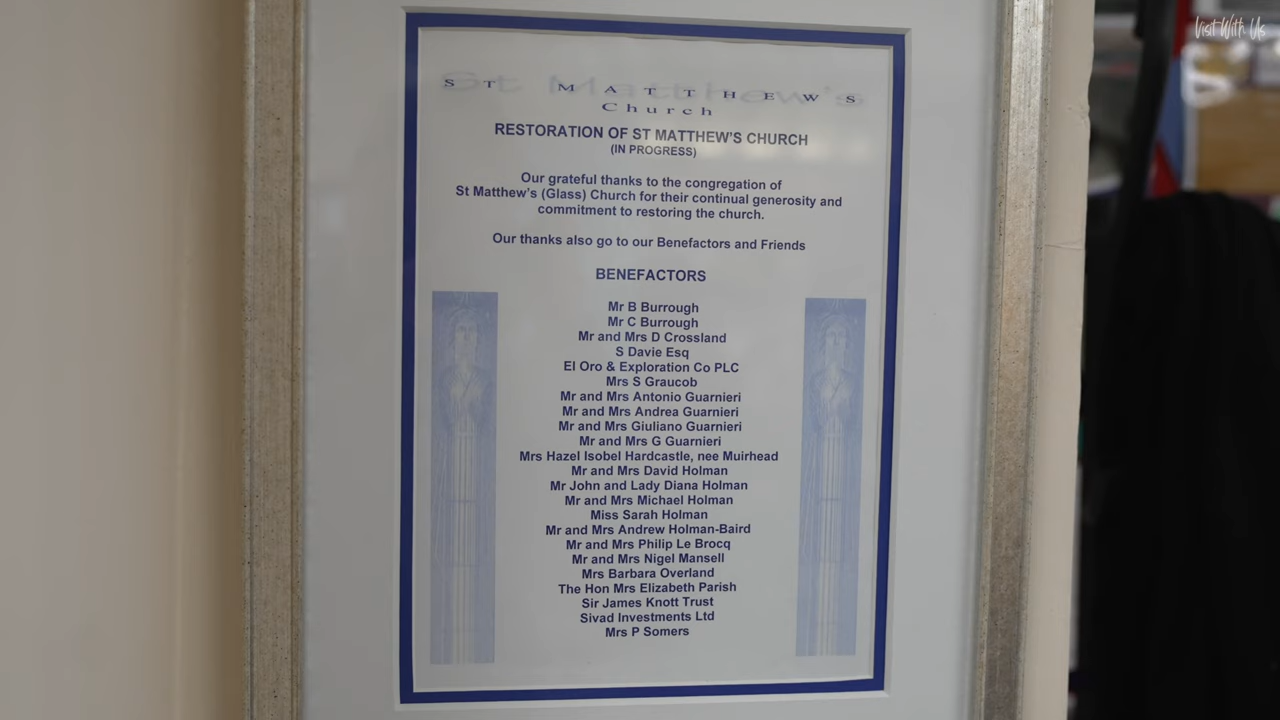 Visit With Us
St Matthew's
ST MATTHEWS
Church
RESTORATION OF ST MATTHEW'S CHURCH
(IN PROGRESS)
Our grateful thanks to the congregation of
St Matthew's (Glass) Church for their continual generosity and
commitment to restoring the church.
Our thanks also go to our Benefactors and Friends
BENEFACTORS
Mr B Burrough
Mr C Burrough
Mr and Mrs D Crossland
S Davie Esq
El Oro & Exploration Co PLC
Mrs S Graucob
Mr and Mrs Antonio Guarnieri
Mr and Mrs Andrea Guarnieri
Mr and Mrs Giuliano Guarnieri
Mr and Mrs G Guarnieri
Mrs Hazel Isobel Hardcastle, nee Muirhead
Mr and Mrs David Holman
Mr John and Lady Diana Holman
Mr and Mrs Michael Holman
Miss Sarah Holman
Mr and Mrs Andrew Holman-Baird
Mr and Mrs Philip Le Brocq
Mr and Mrs Nigel Mansell
Mrs Barbara Overland
The Hon Mrs Elizabeth Parish
Sir James Knott Trust
Sivad Investments Ltd
Mrs P Somers